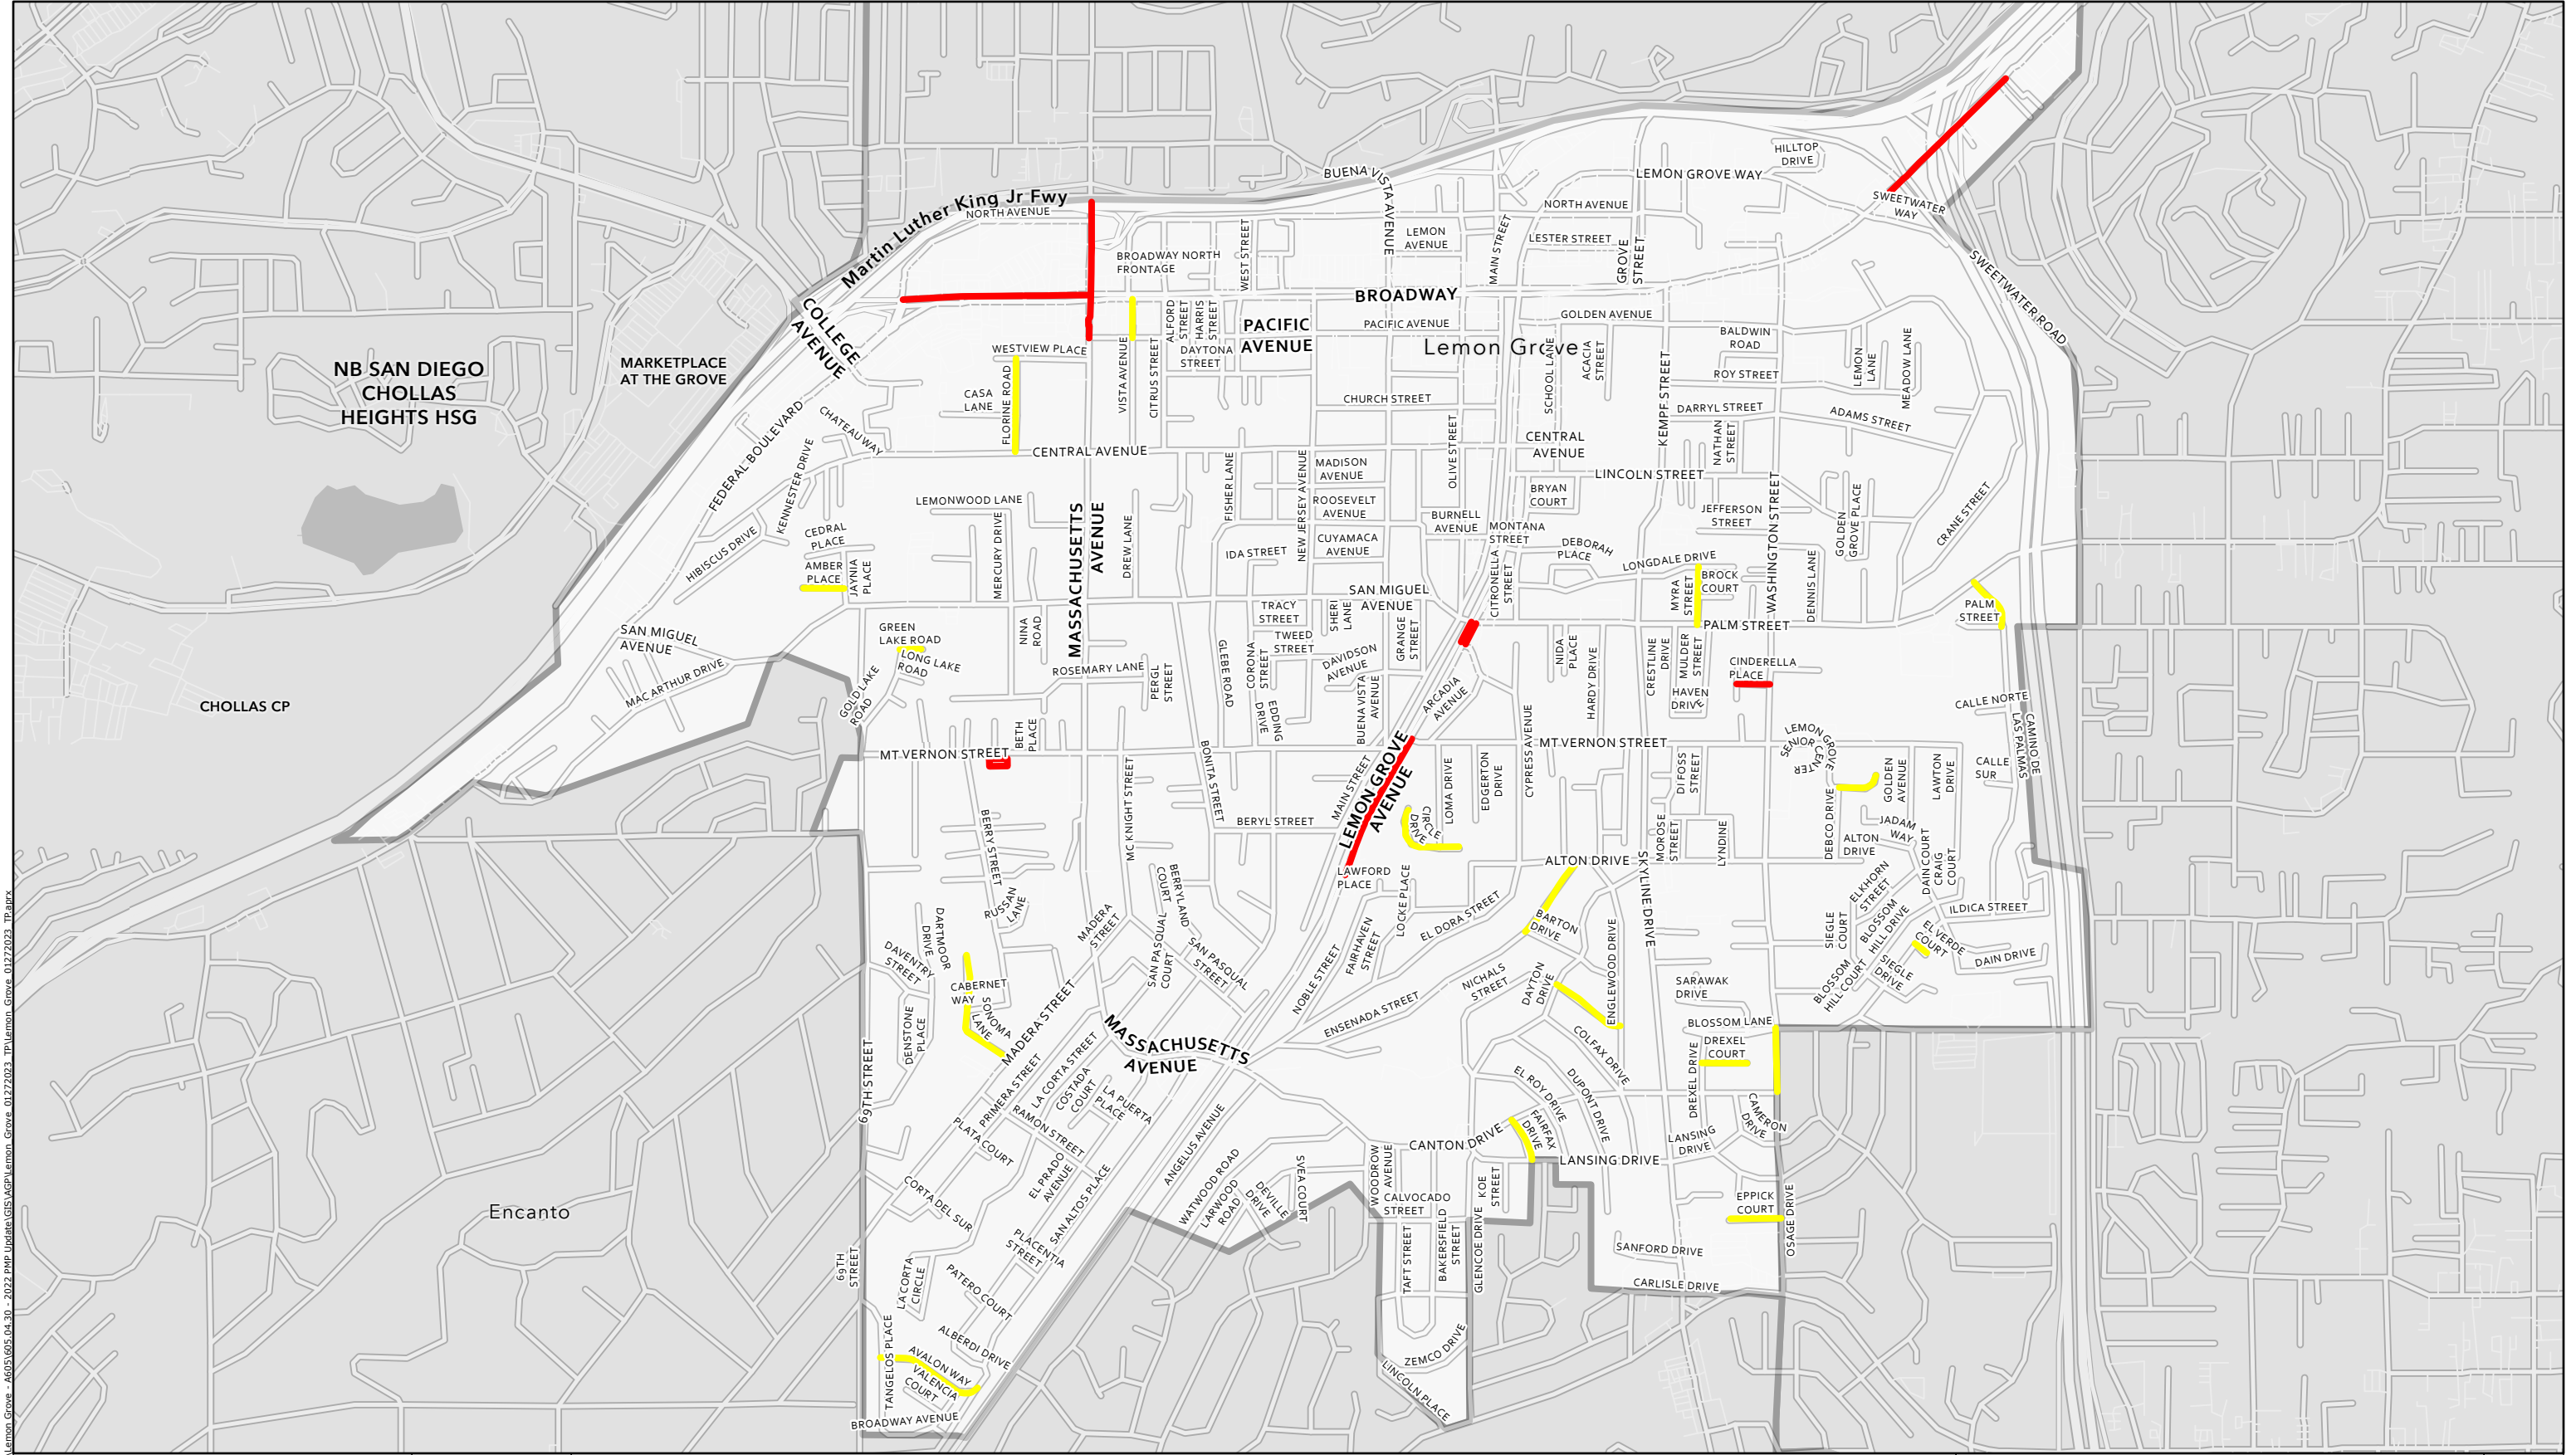 HILLTOP
DRIVE
BUENA VISTA AVENUE
LEMON GROVE WAY
Martin Luther King Jr Fwy
NORTH AVENUE
NORTH AVENUE
SWEETWATER
WAY
LEMON
AVENUE
MAIN STREET
LESTER STREET
GROVE
STREET
WEST STREET
BROADWAY NORTH
FRONTAGE
SWEETWATER ROAD
BROADWAY
COLLEGE
AVENUE
ALFORD
STREET
HARRIS
STREET
PACIFIC
AVENUE
PACIFIC AVENUE
GOLDEN AVENUE
BALDWIN
ROAD
LEMON
LANE
MEADOW LANE
Lemon Grove
SCHOOL LANE
ACACIA
STREET
KEMPF STREET
WESTVIEW PLACE
VISTA AVENUE
CITRUS STREET
DAYTONA
STREET
NB SAN DIEGO
CHOLLAS
HEIGHTS HSG
MARKETPLACE
AT THE GROVE
ROY STREET
CASA
LANE
FLORINE ROAD
CHURCH STREET
DARRYL STREET
ADAMS STREET
CHATEAU WAY
FEDERAL BOULEVARD
KENNESTER DRIVE
CENTRAL AVENUE
OLIVE STREET
CENTRAL
AVENUE
NATHAN
STREET
LINCOLN STREET
FISHER LANE
NEW JERSEY AVENUE
MADISON
AVENUE
BRYAN
COURT
WASHINGTON STREET
GOLDEN
GROVE PLACE
CRANE STREET
LEMONWOOD LANE
MERCURY DRIVE
MASSACHUSETTS
AVENUE
DREW LANE
ROOSEVELT
AVENUE
BURNELL
AVENUE
MONTANA
STREET
JEFFERSON
STREET
CEDRAL
PLACE
HIBISCUS DRIVE
IDA STREET
CUYAMACA
AVENUE
DEBORAH
PLACE
LONGDALE DRIVE
AMBER
PLACE
JAYNIA
PLACE
CITRONELLA
STREET
MYRA
STREET
BROCK
COURT
DENNIS LANE
SAN MIGUEL
AVENUE
TRACY
STREET
SHERI
LANE
GRANGE
STREET
PALM
STREET
PALM STREET
SAN MIGUEL
AVENUE
GREEN
LAKE ROAD
NINA
ROAD
TWEED
STREET
LONG LAKE
ROAD
ROSEMARY LANE
PERGL
STREET
GLEBE ROAD
CORONA
STREET
DAVIDSON
AVENUE
NIDA
PLACE
HARDY DRIVE
CRESTLINE
DRIVE
MULDER
STREET
CINDERELLA
PLACE
MAC ARTHUR DRIVE
GOLD LAKE
ROAD
EDDING
DRIVE
BUENA VISTA
AVENUE
ARCADIA
AVENUE
HAVEN
DRIVE
CALLE NORTE
CAMINO DE
LAS PALMAS
CHOLLAS CP
BETH
PLACE
MT VERNON STREET
BONITA STREET
CYPRESS AVENUE
MT VERNON STREET
LEMON GROVE
SENIOR CENTER
CALLE
SUR
MAIN STREET
LEMON GROVE
AVENUE
LOMA DRIVE
EDGERTON
DRIVE
DI FOSS
STREET
GOLDEN
AVENUE
LAWTON
DRIVE
BERRY STREET
MC KNIGHT STREET
BERYL STREET
CIRCLE
DRIVE
MOROSE
STREET
LYNDINE
DEBCO DRIVE
JADAM
WAY
ALTON
DRIVE
LAWFORD
PLACE
ALTON DRIVE
SKYLINE DRIVE
DAIN COURT
CRAIG
COURT
BERRYLAND
COURT
LOCKE PLACE
ELKHORN
STREET
RUSSAN
LANE
MADERA
STREET
EL DORA STREET
BARTON
DRIVE
SIEGLE
COURT
BLOSSOM
HILL DRIVE
ILDICA STREET
DARTMOOR
DRIVE
SAN PASQUAL
COURT
SAN PASQUAL
STREET
FAIRHAVEN
STREET
ENGLEWOOD DRIVE
EL VERDE
COURT
DAVENTRY
STREET
NOBLE STREET
NICHALS
STREET
DAYTON
DRIVE
SARAWAK
DRIVE
BLOSSOM
HILL COURT
SIEGLE
DRIVE
DAIN DRIVE
CABERNET
WAY
SONOMA
LANE
DENSTONE
PLACE
MADERA STREET
MASSACHUSETTS
AVENUE
ENSENADA STREET
COLFAX DRIVE
BLOSSOM LANE
DREXEL
COURT
69TH STREET
PRIMERA STREET
LA CORTA STREET
COSTADA
COURT
LA PUERTA
PLACE
EL ROY DRIVE
DUPONT DRIVE
DREXEL DRIVE
CAMERON
DRIVE
RAMON STREET
PLATA COURT
ANGELUS AVENUE
CANTON DRIVE
FAIRFAX
DRIVE
LANSING
DRIVE
LANSING DRIVE
EL PRADO
AVENUE
SAN ALTOS PLACE
WATWOOD ROAD
LARWOOD
ROAD
DEVILLE
DRIVE
SVEA COURT
WOODROW
AVENUE
CALVOCADO
STREET
KOE
STREET
EPPICK
COURT
OSAGE DRIVE
Encanto
CORTA DEL SUR
PLACENTIA
STREET
TAFT STREET
BAKERSFIELD
STREET
GLENCOE DRIVE
SANFORD DRIVE
69TH
STREET
LA CORTA
CIRCLE
PATERO COURT
CARLISLE DRIVE
ALBERDI DRIVE
TANGELOS PLACE
AVALON WAY
VALENCIA
COURT
ZEMCO DRIVE
LINCOLN PLACE
BROADWAY AVENUE
\Lemon Grove - A605\605.04.30 - 2022 PMP Update\GIS\AGP\Lemon_Grove_01272023_TP\Lemon_Grove_01272023_TP.aprx